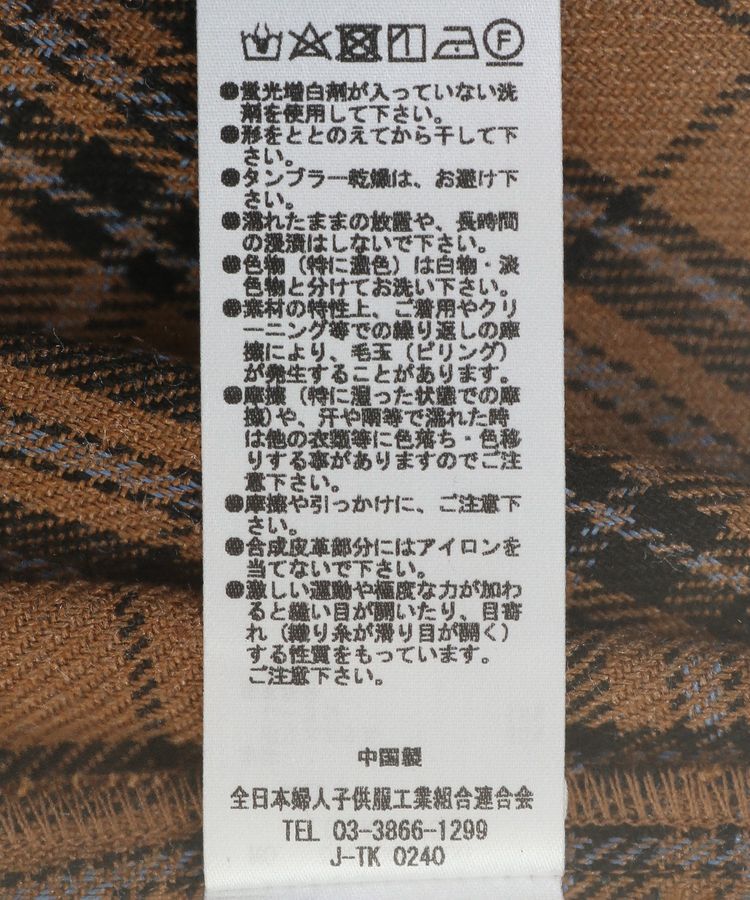 F
●蛍光増白剤が入っていない洗
剤を使用して下さい。
●形をととのえてから干して下
さい。
●タンブラー乾燥は、お避け下
さい。
●濡れたままの放置や、長時間
の浸漬はしないで下さい。
●色物(特に濃色)は白物・淡
色物と分けてお洗い下さい。
●素材の特性上、ご着用やクリ
ーニング等での繰り返しの摩
擦により、毛玉(ピリング)
が発生することがあります。
●摩擦(特に湿った状態での摩
擦)や、汗や雨等で濡れた時
は他の衣類等に色落ち・色移
りする事がありますのでご注
意下さい。
●摩擦や引っかけに、ご注意下
さい。
●合成皮革部分にはアイロンを
当てないで下さい。
●激しい運動や極度な力が加わ
ると縫い目が開いたり、目寄
れ(織り糸が滑り目が開く)
する性質をもっています。
ご注意下さい。
中国製
全日本婦人子供服工業組合連合会
TEL 03-3866-1299
J-TK 0240